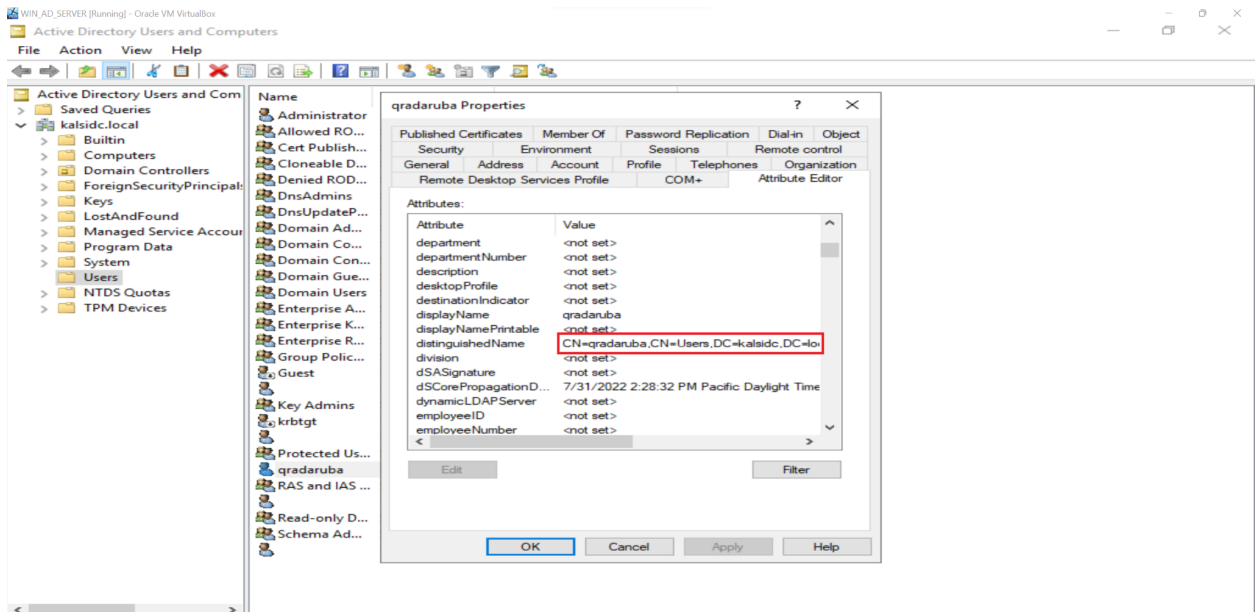 WIN_AD_SERVER [Running] - Oracle VM VirtualBox
Active Directory Users and Computers
File Action View Help
Active Directory Users and Com
Saved Queries
kalsidc.local
Builtin
Computers
Domain Controllers
ForeignSecurityPrincipals
Keys
LostAndFound
Managed Service Accour
Program Data
System
Users
NTDS Quotas
TPM Devices
Name
Administrator
Allowed RO...
Cert Publish...
Cloneable D...
Denied ROD...
DnsAdmins
DnsUpdateP...
Domain Ad...
Domain Co...
Domain Con...
Domain Gue...
Domain Users
Enterprise A...
Enterprise K...
Enterprise R...
Group Polic...
Guest
Key Admins
krbtgt
Protected Us...
qradaruba
RAS and IAS ...
Read-only D...
Schema Ad...
qradaruba Properties ?
Published Certificates Member Of Password Replication Dial-in Object
Security Environment Sessions Remote control
General Address Account Profile Telephones Organization
Remote Desktop Services Profile COM+ Attribute Editor
Attributes:
Attribute Value
department <not set>
departmentNumber <not set>
description <not set>
desktopProfile <not set>
destinationIndicator <not set>
displayName qradaruba
displayNamePrintable <not set>
distinguishedName CN=qradaruba,CN=Users,DC=kalsidc,DC=lo
division <not set>
dSASignature <not set>
dSCorePropagationD... 7/31/2022 2:28:32 PM Pacific Daylight Time
dynamicLDAPServer <not set>
employeeID <not set>
employeeNumber <not set>
Edit Filter
OK Cancel Apply Help